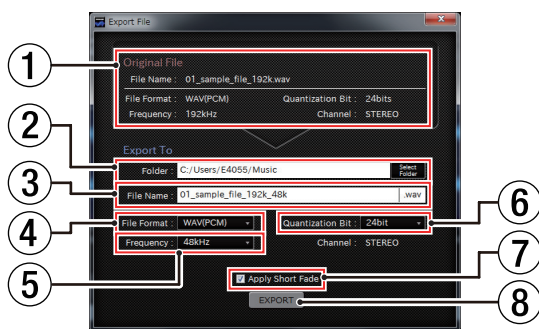 Export File
Original File
File Name : 01_sample_file_192k.wav
File Format : WAV(PCM) Quantization Bit : 24bits
Frequency : 192kHz Channel : STEREO
Export To
Folder : C:/Users/E4055/Music Select Folder
File Name : 01_sample_file_192k_48k .wav
File Format : WAV(PCM) Quantization Bit : 24bit
Frequency : 48kHz Channel : STEREO
Apply Short Fade
EXPORT
1
2
3
4
5
6
7
8